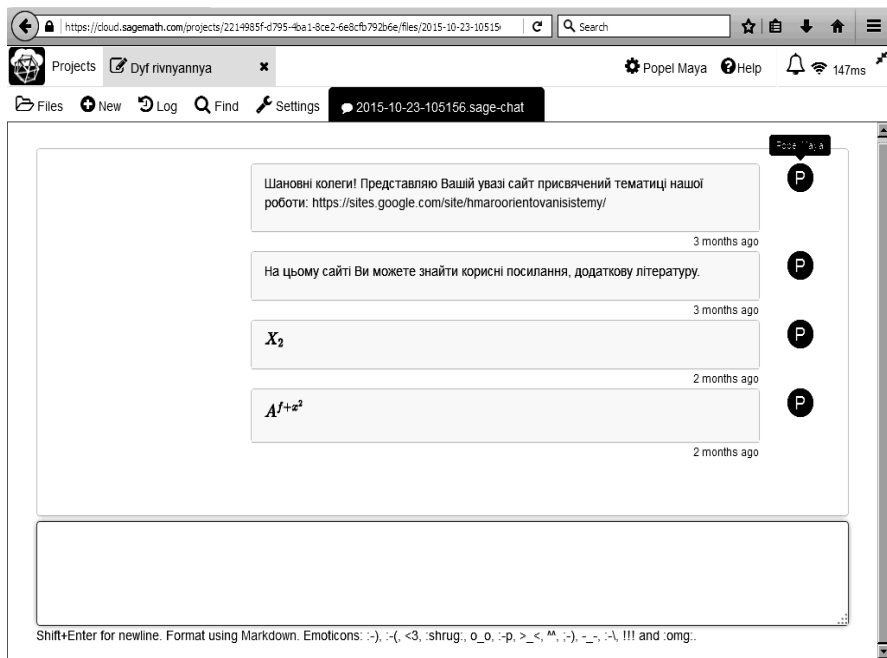 https://cloud.sagemath.com/projects/2214985f-d795-4ba1-8ce2-6e8cfb792b6e/files/2015-10-23-10515
Search
Projects Dyf rivnyannya Popel Maya Help 147ms
Files New Log Find Settings 2015-10-23-105156.sage-chat
Popel Maya
Шановні колеги! Представляю Вашій увазі сайт присвячений тематиці нашої P
роботи: https://sites.google.com/site/hmaroorientovanisistemy/
3 months ago
На цьому сайті Ви можете знайти корисні посилання, додаткову літературу. P
3 months ago
X₂ P
2 months ago
A^{f+x²} P
2 months ago
Shift+Enter for newline. Format using Markdown. Emoticons: :-), :-(, <3, :shrug:, o_o, :-p, >_<, ^^, ;-), -_-, :-\, !!! and :omg:.